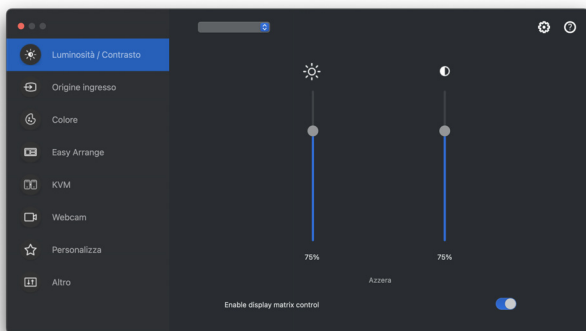 Luminosità / Contrasto
Origine ingresso
Colore
Easy Arrange
KVM
Webcam
Personalizza
Altro
75%
75%
Azzera
Enable display matrix control